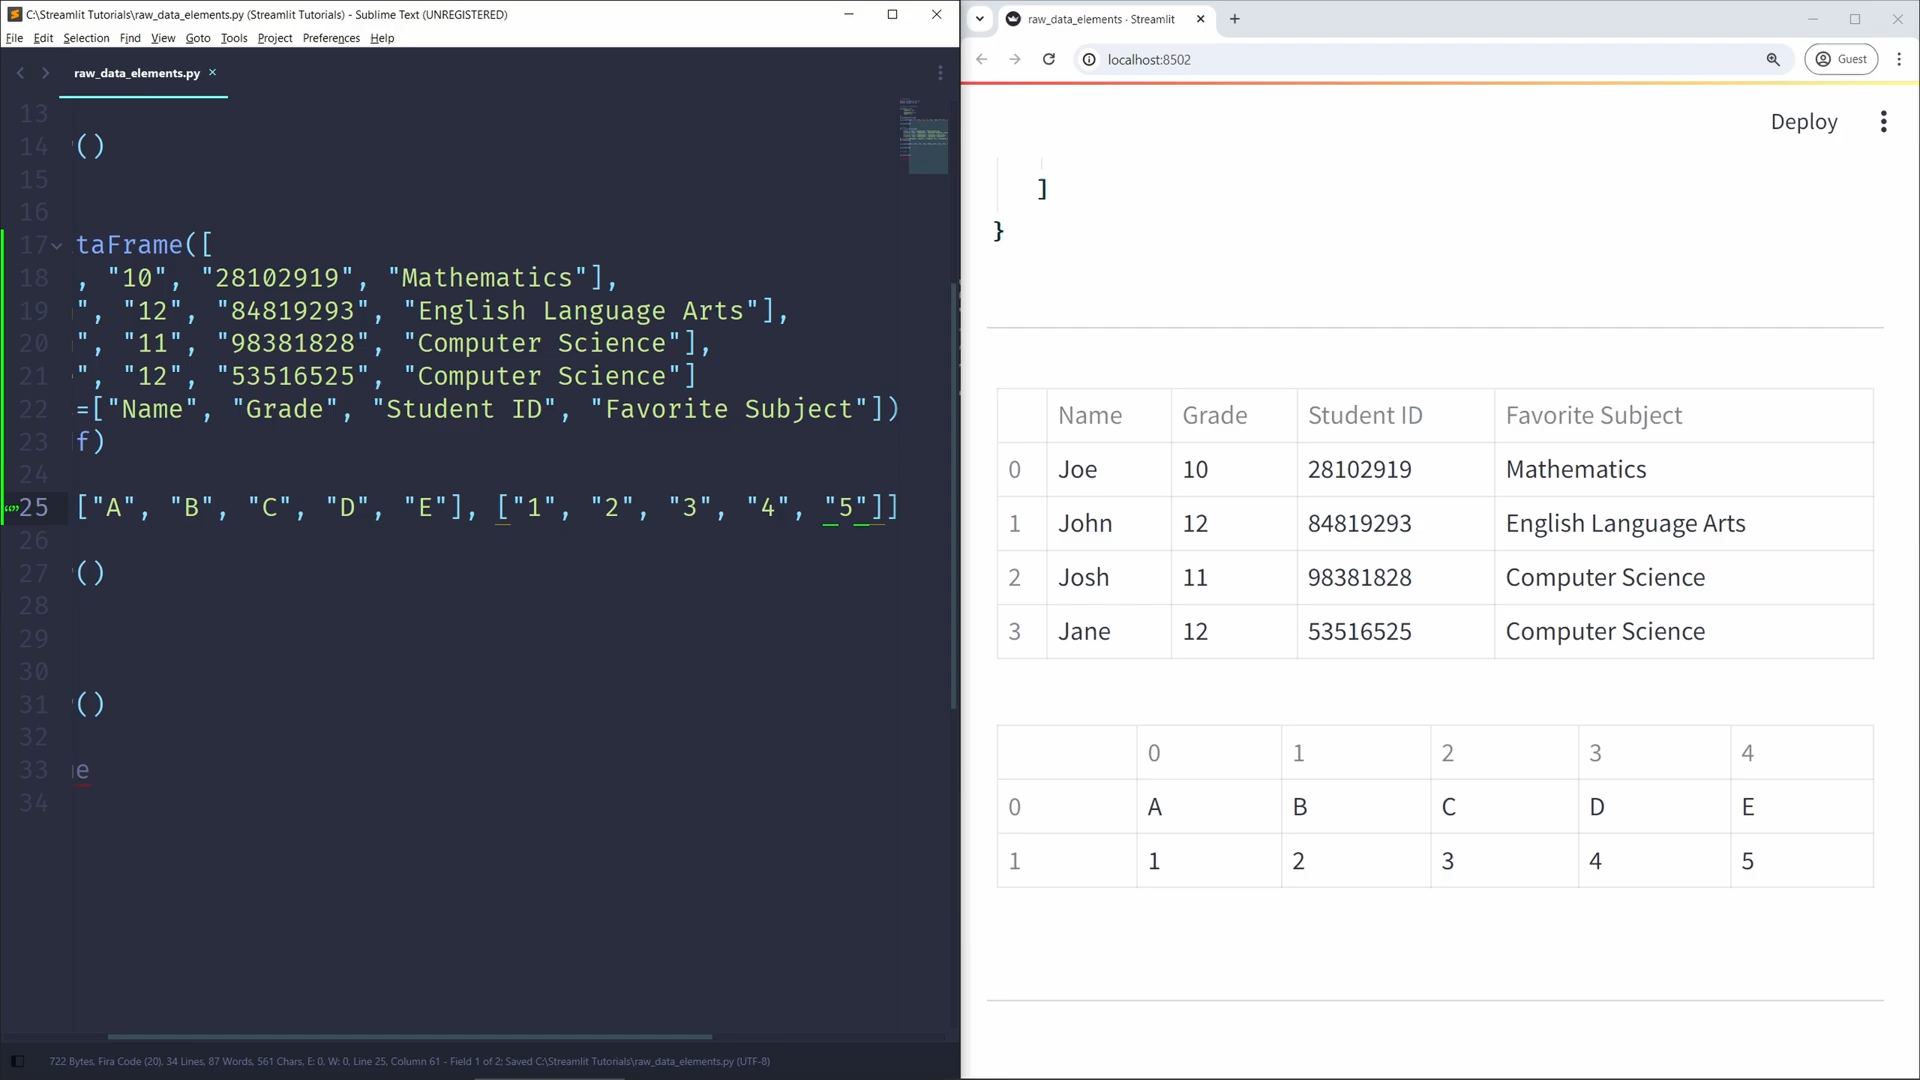 C:\Streamlit Tutorials\raw_data_elements.py (Streamlit Tutorials) - Sublime Text (UNREGISTERED)
File Edit Selection Find View Goto Tools Project Preferences Help
raw_data_elements.py
13
14 ()
15
16
17 taFrame([
18 , "10", "28102919", "Mathematics"],
19 ", "12", "84819293", "English Language Arts"],
20 ", "11", "98381828", "Computer Science"],
21 ", "12", "53516525", "Computer Science"]
22 =["Name", "Grade", "Student ID", "Favorite Subject"])
23 f)
24
25 ["A", "B", "C", "D", "E"], ["1", "2", "3", "4", "5"]]
26
27 ()
28
29
30
31 ()
32
33 e
34
722 Bytes, Fira Code (20), 34 Lines, 87 Words, 561 Chars, E: 0, W: 0, Line 25, Column 61 - Field 1 of 2; Saved C:\Streamlit Tutorials\raw_data_elements.py (UTF-8)
raw_data_elements · Streamlit
localhost:8502
Guest
Deploy
]
}
Name Grade Student ID Favorite Subject
0 Joe 10 28102919 Mathematics
1 John 12 84819293 English Language Arts
2 Josh 11 98381828 Computer Science
3 Jane 12 53516525 Computer Science
0 1 2 3 4
0 A B C D E
1 1 2 3 4 5